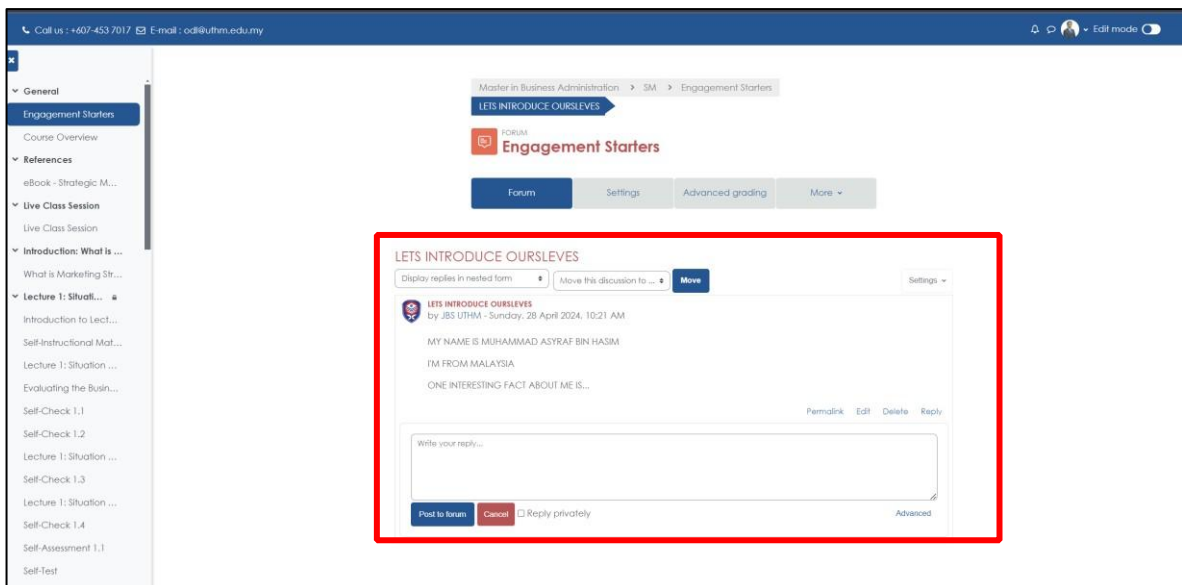 Call us : +607-453 7017 E-mail : odl@uthm.edu.my
Edit mode
General
Engagement Starters
Course Overview
References
eBook - Strategic M...
Live Class Session
Live Class Session
Introduction: What is ...
What is Marketing Str...
Lecture 1: Situati...
Introduction to Lect...
Self-Instructional Mat...
Lecture 1: Situation ...
Evaluating the Busin...
Self-Check 1.1
Self-Check 1.2
Lecture 1: Situation ...
Self-Check 1.3
Lecture 1: Situation ...
Self-Check 1.4
Self-Assessment 1.1
Self-Test
Master in Business Administration > SM > Engagement Starters
LETS INTRODUCE OURSLEVES
FORUM
Engagement Starters
Forum Settings Advanced grading More
LETS INTRODUCE OURSLEVES
Display replies in nested form Move this discussion to ... Move Settings
LETS INTRODUCE OURSLEVES
by JBS UTHM - Sunday, 28 April 2024, 10:21 AM
MY NAME IS MUHAMMAD ASYRAF BIN HASIM
I'M FROM MALAYSIA
ONE INTERESTING FACT ABOUT ME IS...
Permalink Edit Delete Reply
Write your reply...
Post to forum Cancel Reply privately Advanced